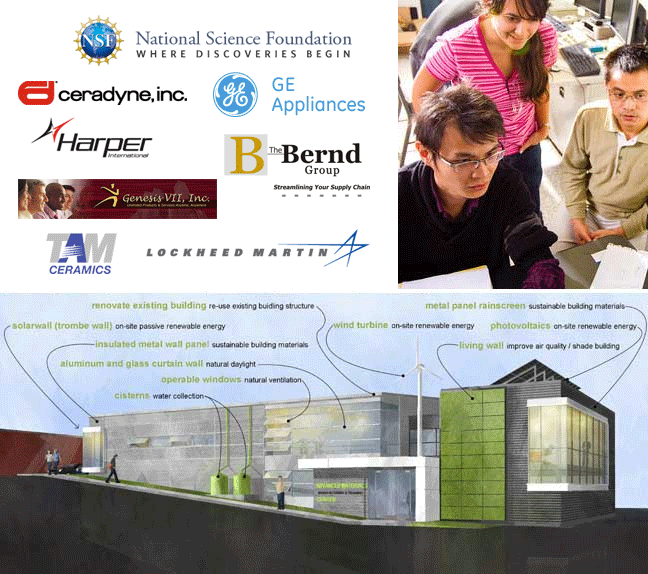 NSF
National Science Foundation
WHERE DISCOVERIES BEGIN
ceradyne, inc.
GE
GE
Appliances
Harper
International
B
The Bernd
Group
Streamlining Your Supply Chain
Genesis VII, Inc.
TAM
CERAMICS
LOCKHEED MARTIN
renovate existing building re-use existing buiding structure
metal panel rainscreen sustainable building materials
solarwall (trombe wall) on-site passive renewable energy
wind turbine on-site renewable energy
photovoltaics on-site renewable energy
insulated metal wall panel sustainable building materials
living wall improve air quality / shade building
aluminum and glass curtain wall natural daylight
operable windows natural ventilation
cisterns water collection
ADVANCED MATERIAL